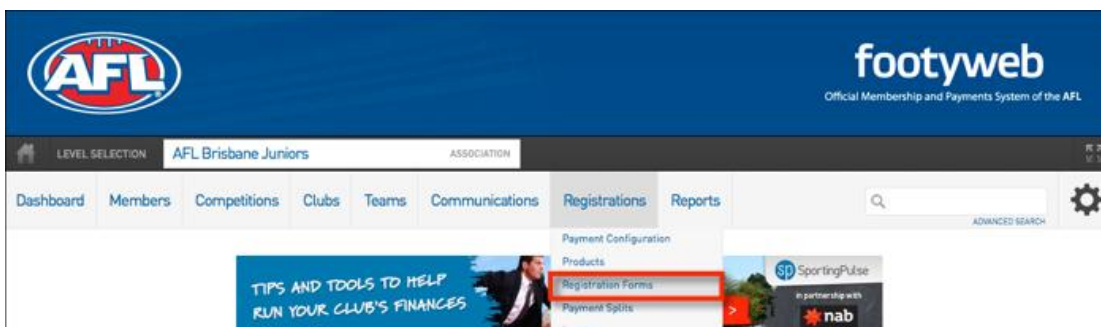 AFL
footyweb
Official Membership and Payments System of the AFL
LEVEL SELECTION AFL Brisbane Juniors ASSOCIATION
Dashboard Members Competitions Clubs Teams Communications Registrations Reports
ADVANCED SEARCH
Payment Configuration
Products
Registration Forms
Payment Splits
TIPS AND TOOLS TO HELP
RUN YOUR CLUB'S FINANCES
>
sp SportingPulse
in partnership with
nab